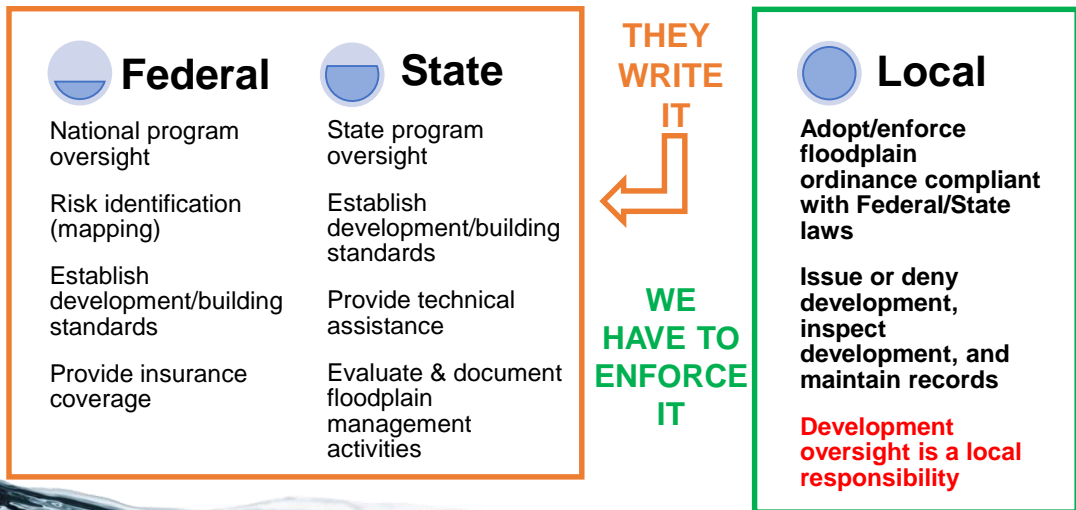 Federal
National program
oversight
Risk identification
(mapping)
Establish
development/building
standards
Provide insurance
coverage
State
State program
oversight
Establish
development/building
standards
Provide technical
assistance
Evaluate & document
floodplain
management
activities
THEY
WRITE
IT
WE
HAVE TO
ENFORCE
IT
Local
Adopt/enforce
floodplain
ordinance compliant
with Federal/State
laws
Issue or deny
development,
inspect
development, and
maintain records
Development
oversight is a local
responsibility